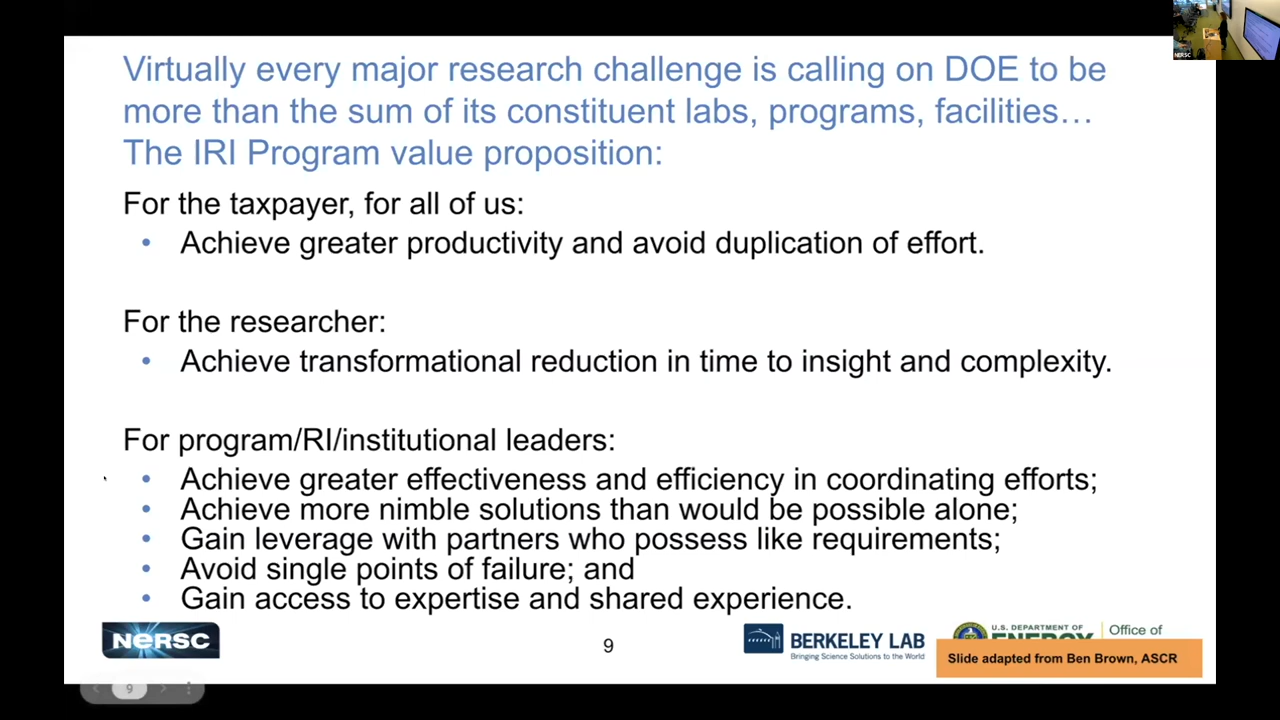 Virtually every major research challenge is calling on DOE to be
more than the sum of its constituent labs, programs, facilities…
The IRI Program value proposition:
For the taxpayer, for all of us:
• Achieve greater productivity and avoid duplication of effort.
For the researcher:
• Achieve transformational reduction in time to insight and complexity.
For program/RI/institutional leaders:
• Achieve greater effectiveness and efficiency in coordinating efforts;
• Achieve more nimble solutions than would be possible alone;
• Gain leverage with partners who possess like requirements;
• Avoid single points of failure; and
• Gain access to expertise and shared experience.
NERSC
9
BERKELEY LAB
Bringing Science Solutions to the World
U.S. DEPARTMENT OF
ENERGY
Office of
Slide adapted from Ben Brown, ASCR
9
NERSC